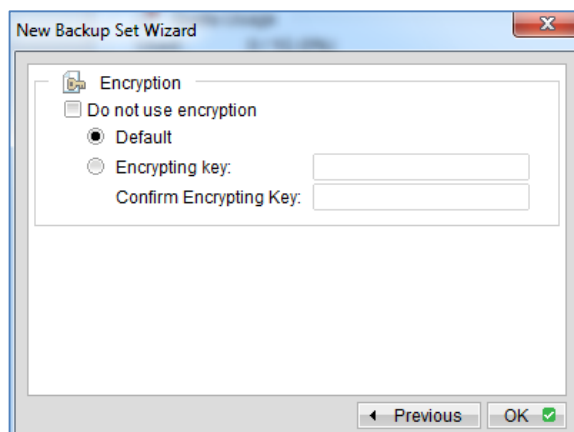 New Backup Set Wizard
Encryption
Do not use encryption
Default
Encrypting key:
Confirm Encrypting Key:
Previous OK